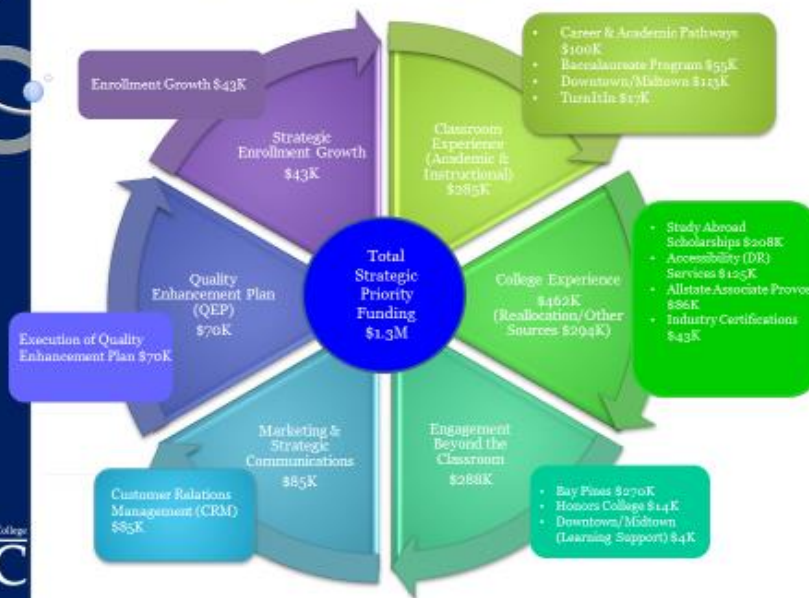 Career & Academic Pathways
$100K
Baccalaureate Program $55K
Downtown/Midtown $113K
TurnItIn $17K
Enrollment Growth $43K
Strategic
Enrollment Growth
$43K
Classroom
Experience
(Academic &
Instructional)
$285K
Study Abroad
Scholarships $208K
Accessibility (DR)
Services $125K
Allstate Associate Provos
$86K
Industry Certifications
$43K
Total
Strategic
Priority
Funding
$1.3M
College Experience
$462K
(Reallocation/Other
Sources $294K)
Quality
Enhancement Plan
(QEP)
$70K
Execution of Quality
Enhancement Plan $70K
Marketing &
Strategic
Communications
$85K
Engagement
Beyond the
Classroom
$288K
Customer Relations
Management (CRM)
$85K
Bay Pines $270K
Honors College $14K
Downtown/Midtown
(Learning Support) $4K
College
C